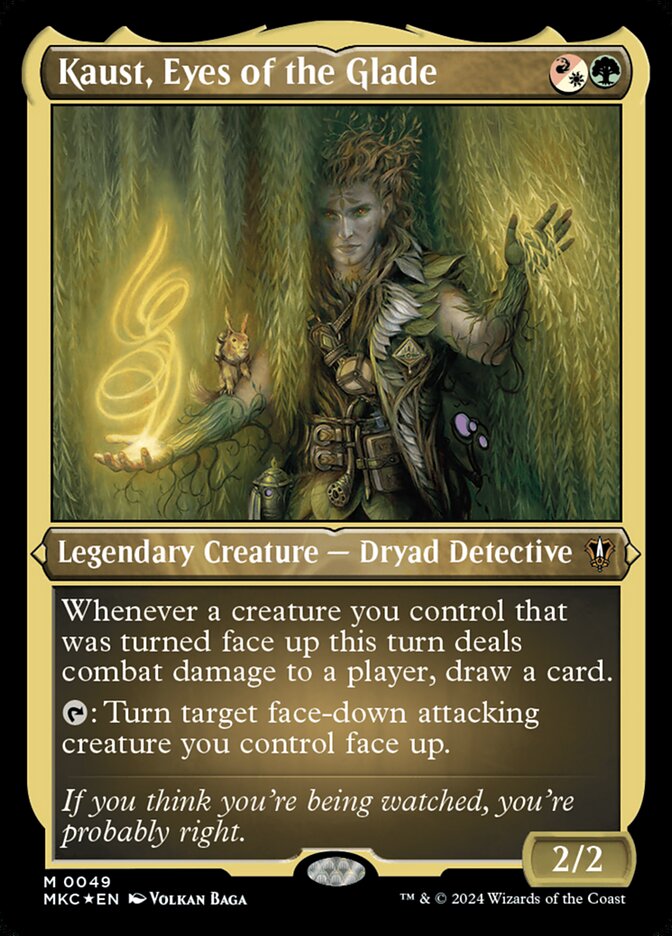 Kaust, Eyes of the Glade
Legendary Creature — Dryad Detective
Whenever a creature you control that
was turned face up this turn deals
combat damage to a player, draw a card.
: Turn target face-down attacking
creature you control face up.
If you think you're being watched, you're
probably right.
2/2
M 0049
MKC★EN VOLKAN BAGA
™ & © 2024 Wizards of the Coast